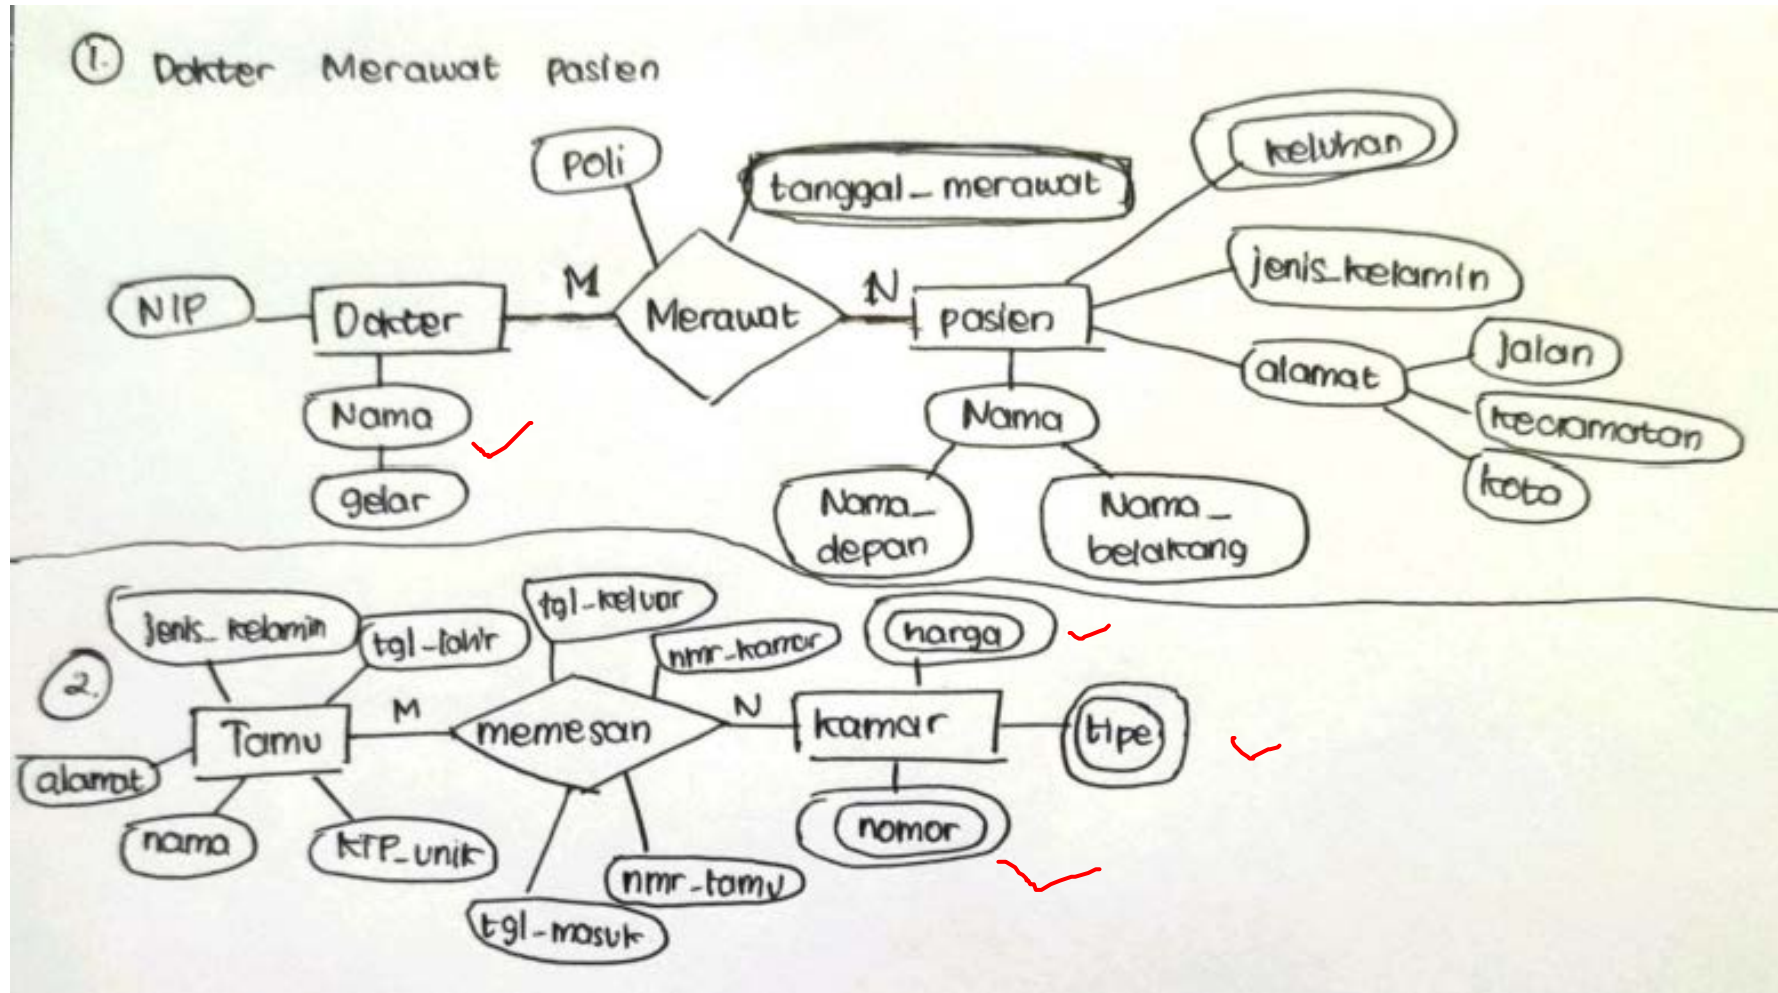 1. Dokter Merawat pasien
poli
tanggal_merawat
keluhan
jenis_kelamin
NIP
Dokter
M
Merawat
N
pasien
alamat
jalan
kecamatan
kota
Nama
gelar
Nama
Nama_
depan
Nama_
belakang
2.
jenis_kelamin
tgl-lahir
tgl-keluar
nmr-kamar
harga
Tamu
M
memesan
N
kamar
tipe
alamat
nama
KTP_unik
nmr-tamu
tgl-masuk
nomor